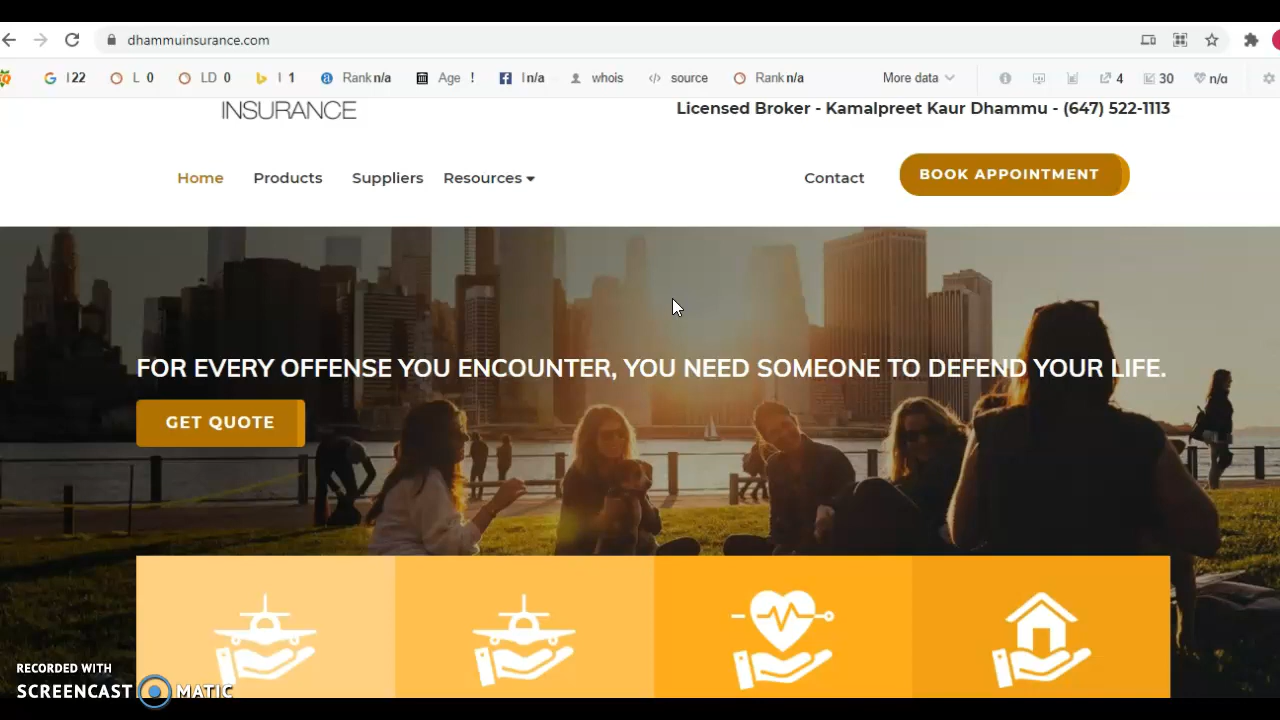 dhammuinsurance.com
I 22 L 0 LD 0 I 1 Rank n/a Age ! I n/a whois source Rank n/a More data 4 30 n/a
INSURANCE
Licensed Broker - Kamalpreet Kaur Dhammu - (647) 522-1113
Home Products Suppliers Resources Contact BOOK APPOINTMENT
FOR EVERY OFFENSE YOU ENCOUNTER, YOU NEED SOMEONE TO DEFEND YOUR LIFE.
GET QUOTE
RECORDED WITH
SCREENCAST MATIC